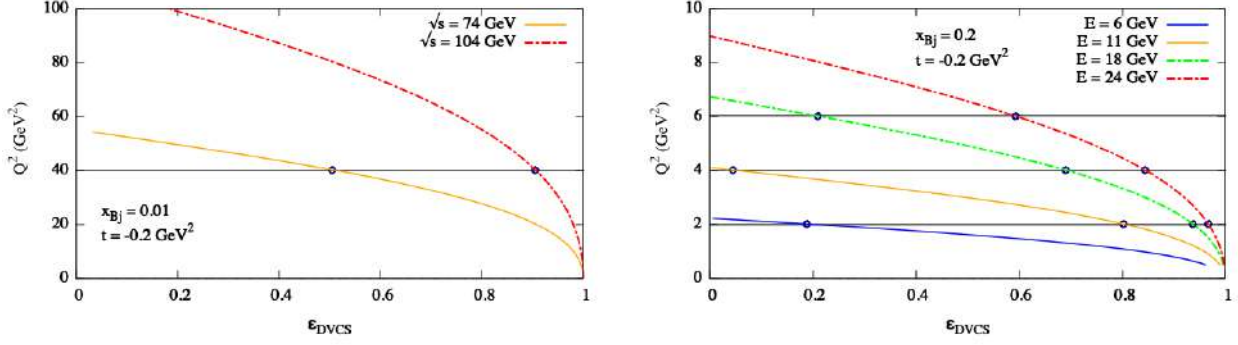 100
80
60
40
20
0
Q² (GeV²)
√s = 74 GeV
√s = 104 GeV
x_Bj = 0.01
t = -0.2 GeV²
0 0.2 0.4 0.6 0.8 1
ε_DVCS
10
8
6
4
2
0
Q² (GeV²)
x_Bj = 0.2
t = -0.2 GeV²
E = 6 GeV
E = 11 GeV
E = 18 GeV
E = 24 GeV
0 0.2 0.4 0.6 0.8 1
ε_DVCS